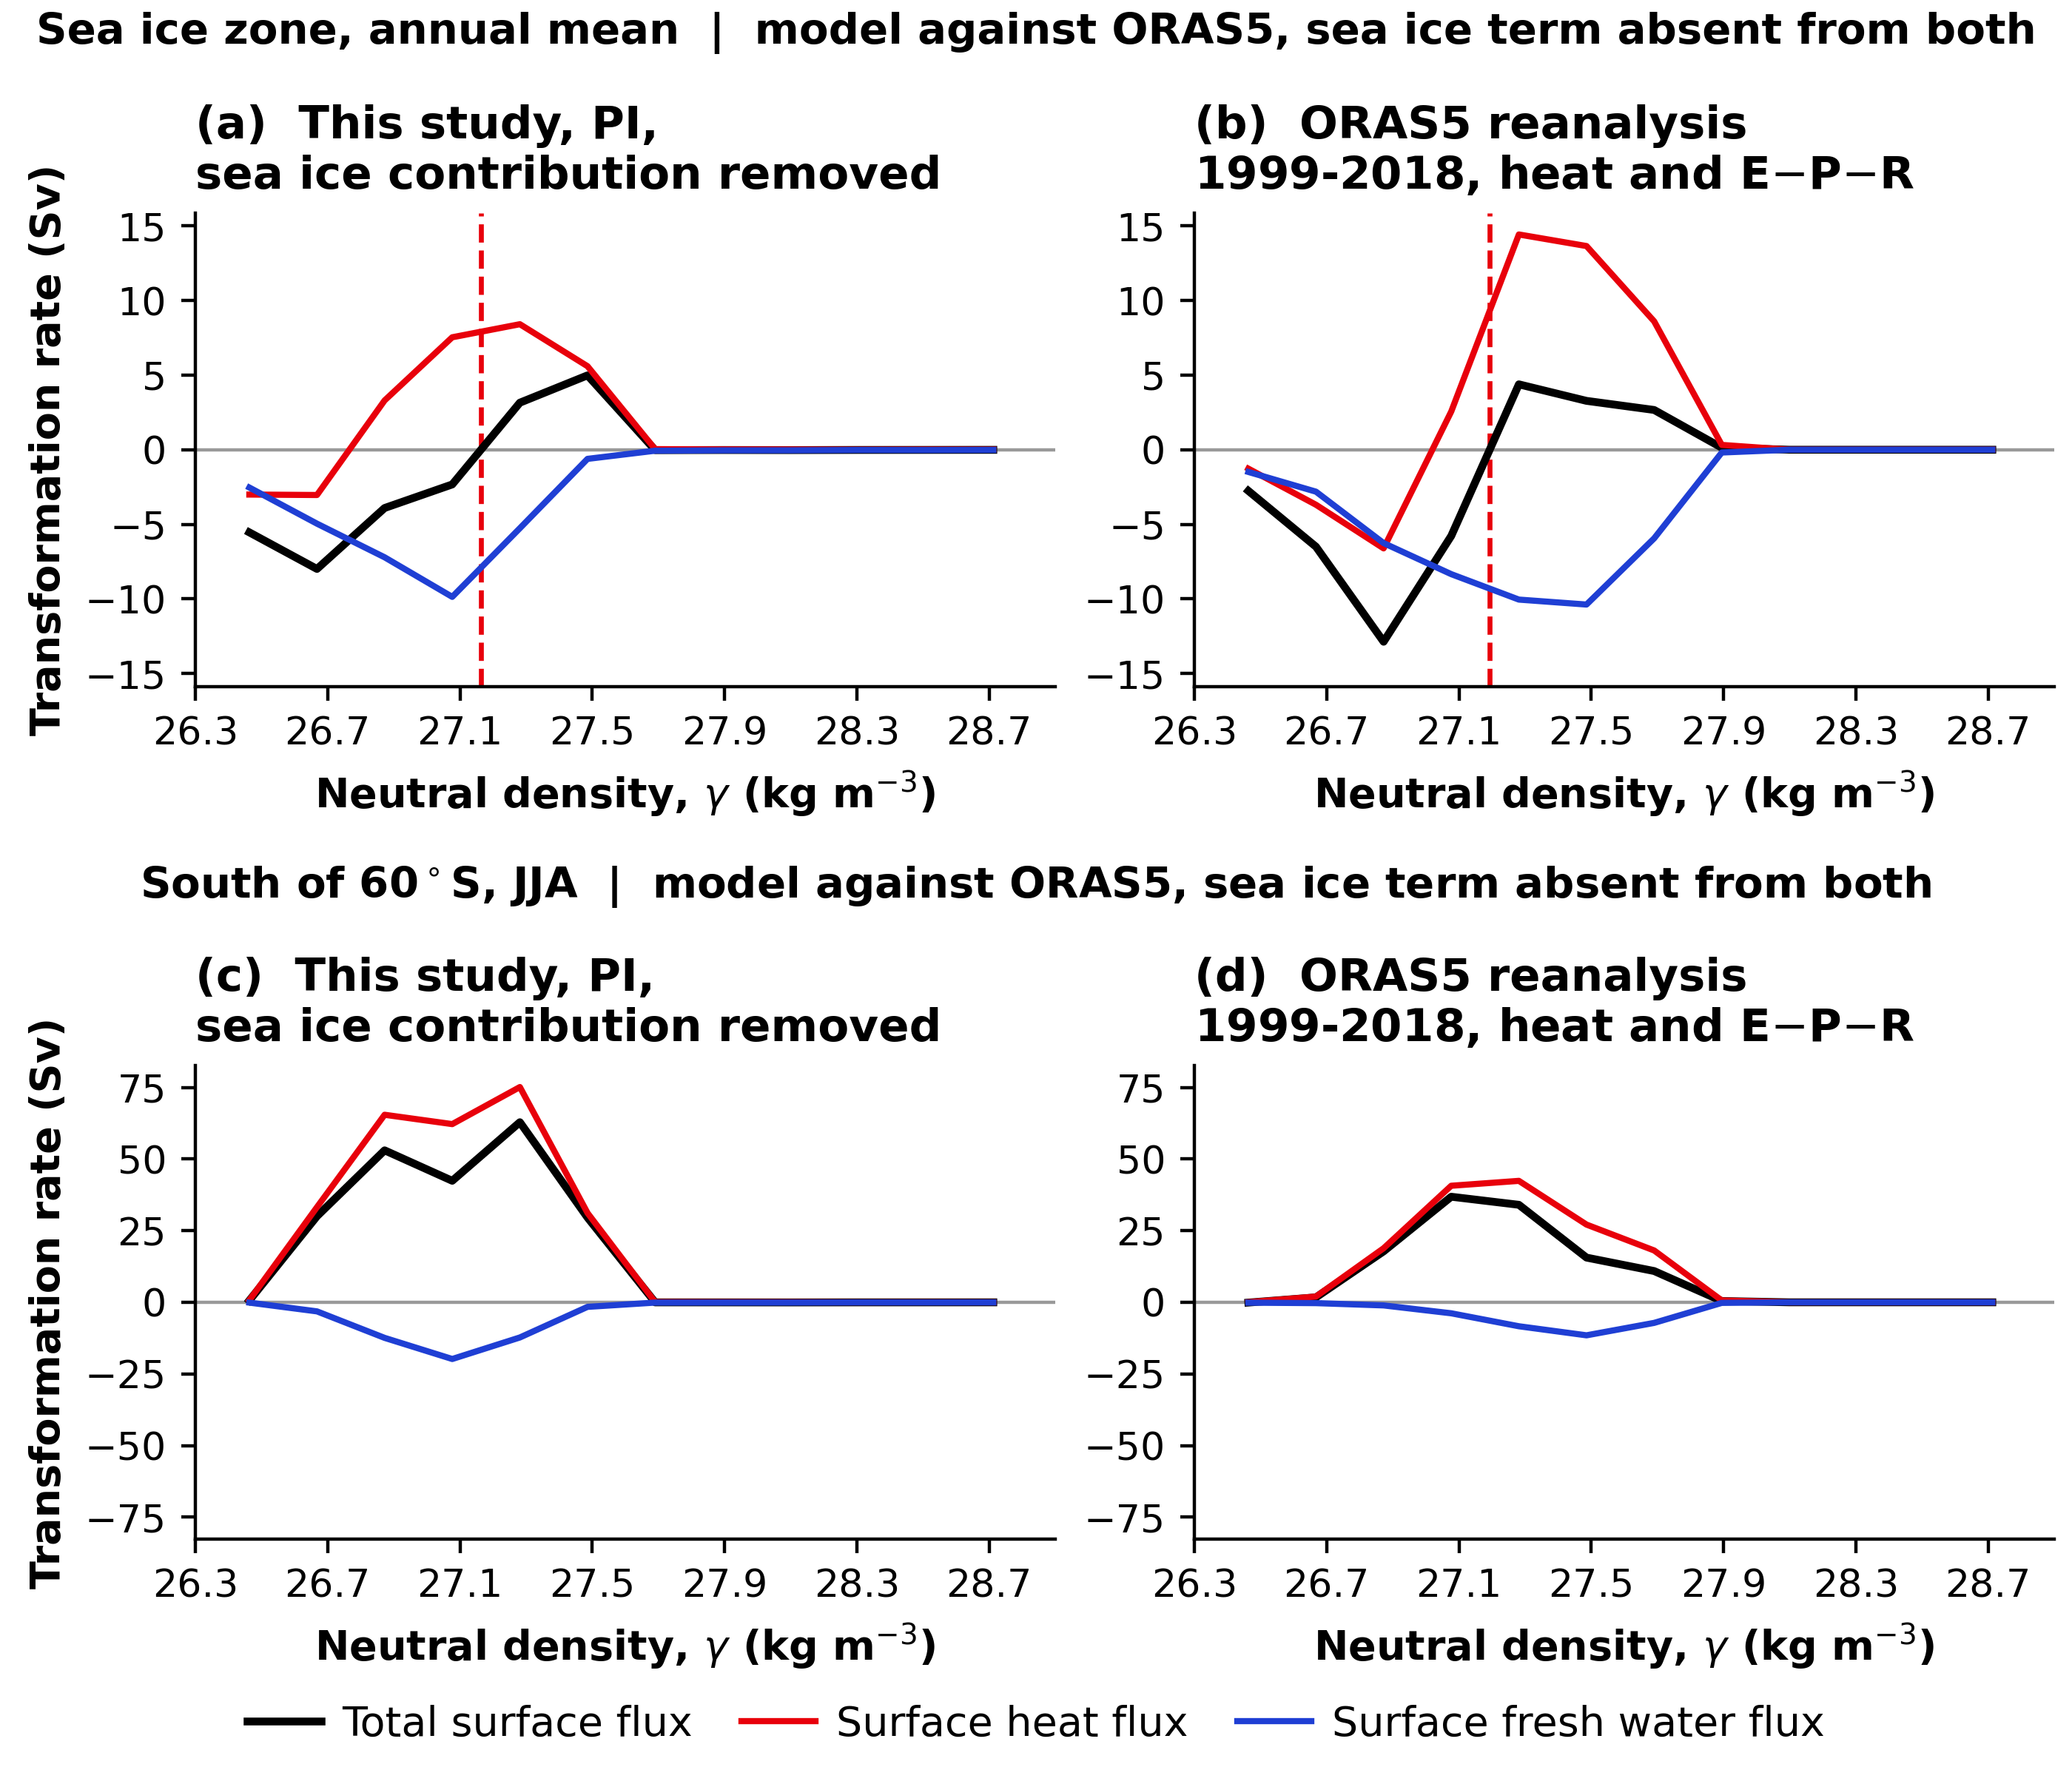 Sea ice zone, annual mean | model against ORAS5, sea ice term absent from both
(a) This study, PI,
sea ice contribution removed
(b) ORAS5 reanalysis
1999-2018, heat and E−P−R
Transformation rate (Sv)
15
10
5
0
−5
−10
−15
26.3 26.7 27.1 27.5 27.9 28.3 28.7
Neutral density, γ (kg m⁻³)
15
10
5
0
−5
−10
−15
26.3 26.7 27.1 27.5 27.9 28.3 28.7
Neutral density, γ (kg m⁻³)
South of 60°S, JJA | model against ORAS5, sea ice term absent from both
(c) This study, PI,
sea ice contribution removed
(d) ORAS5 reanalysis
1999-2018, heat and E−P−R
Transformation rate (Sv)
75
50
25
0
−25
−50
−75
26.3 26.7 27.1 27.5 27.9 28.3 28.7
Neutral density, γ (kg m⁻³)
75
50
25
0
−25
−50
−75
26.3 26.7 27.1 27.5 27.9 28.3 28.7
Neutral density, γ (kg m⁻³)
Total surface flux Surface heat flux Surface fresh water flux